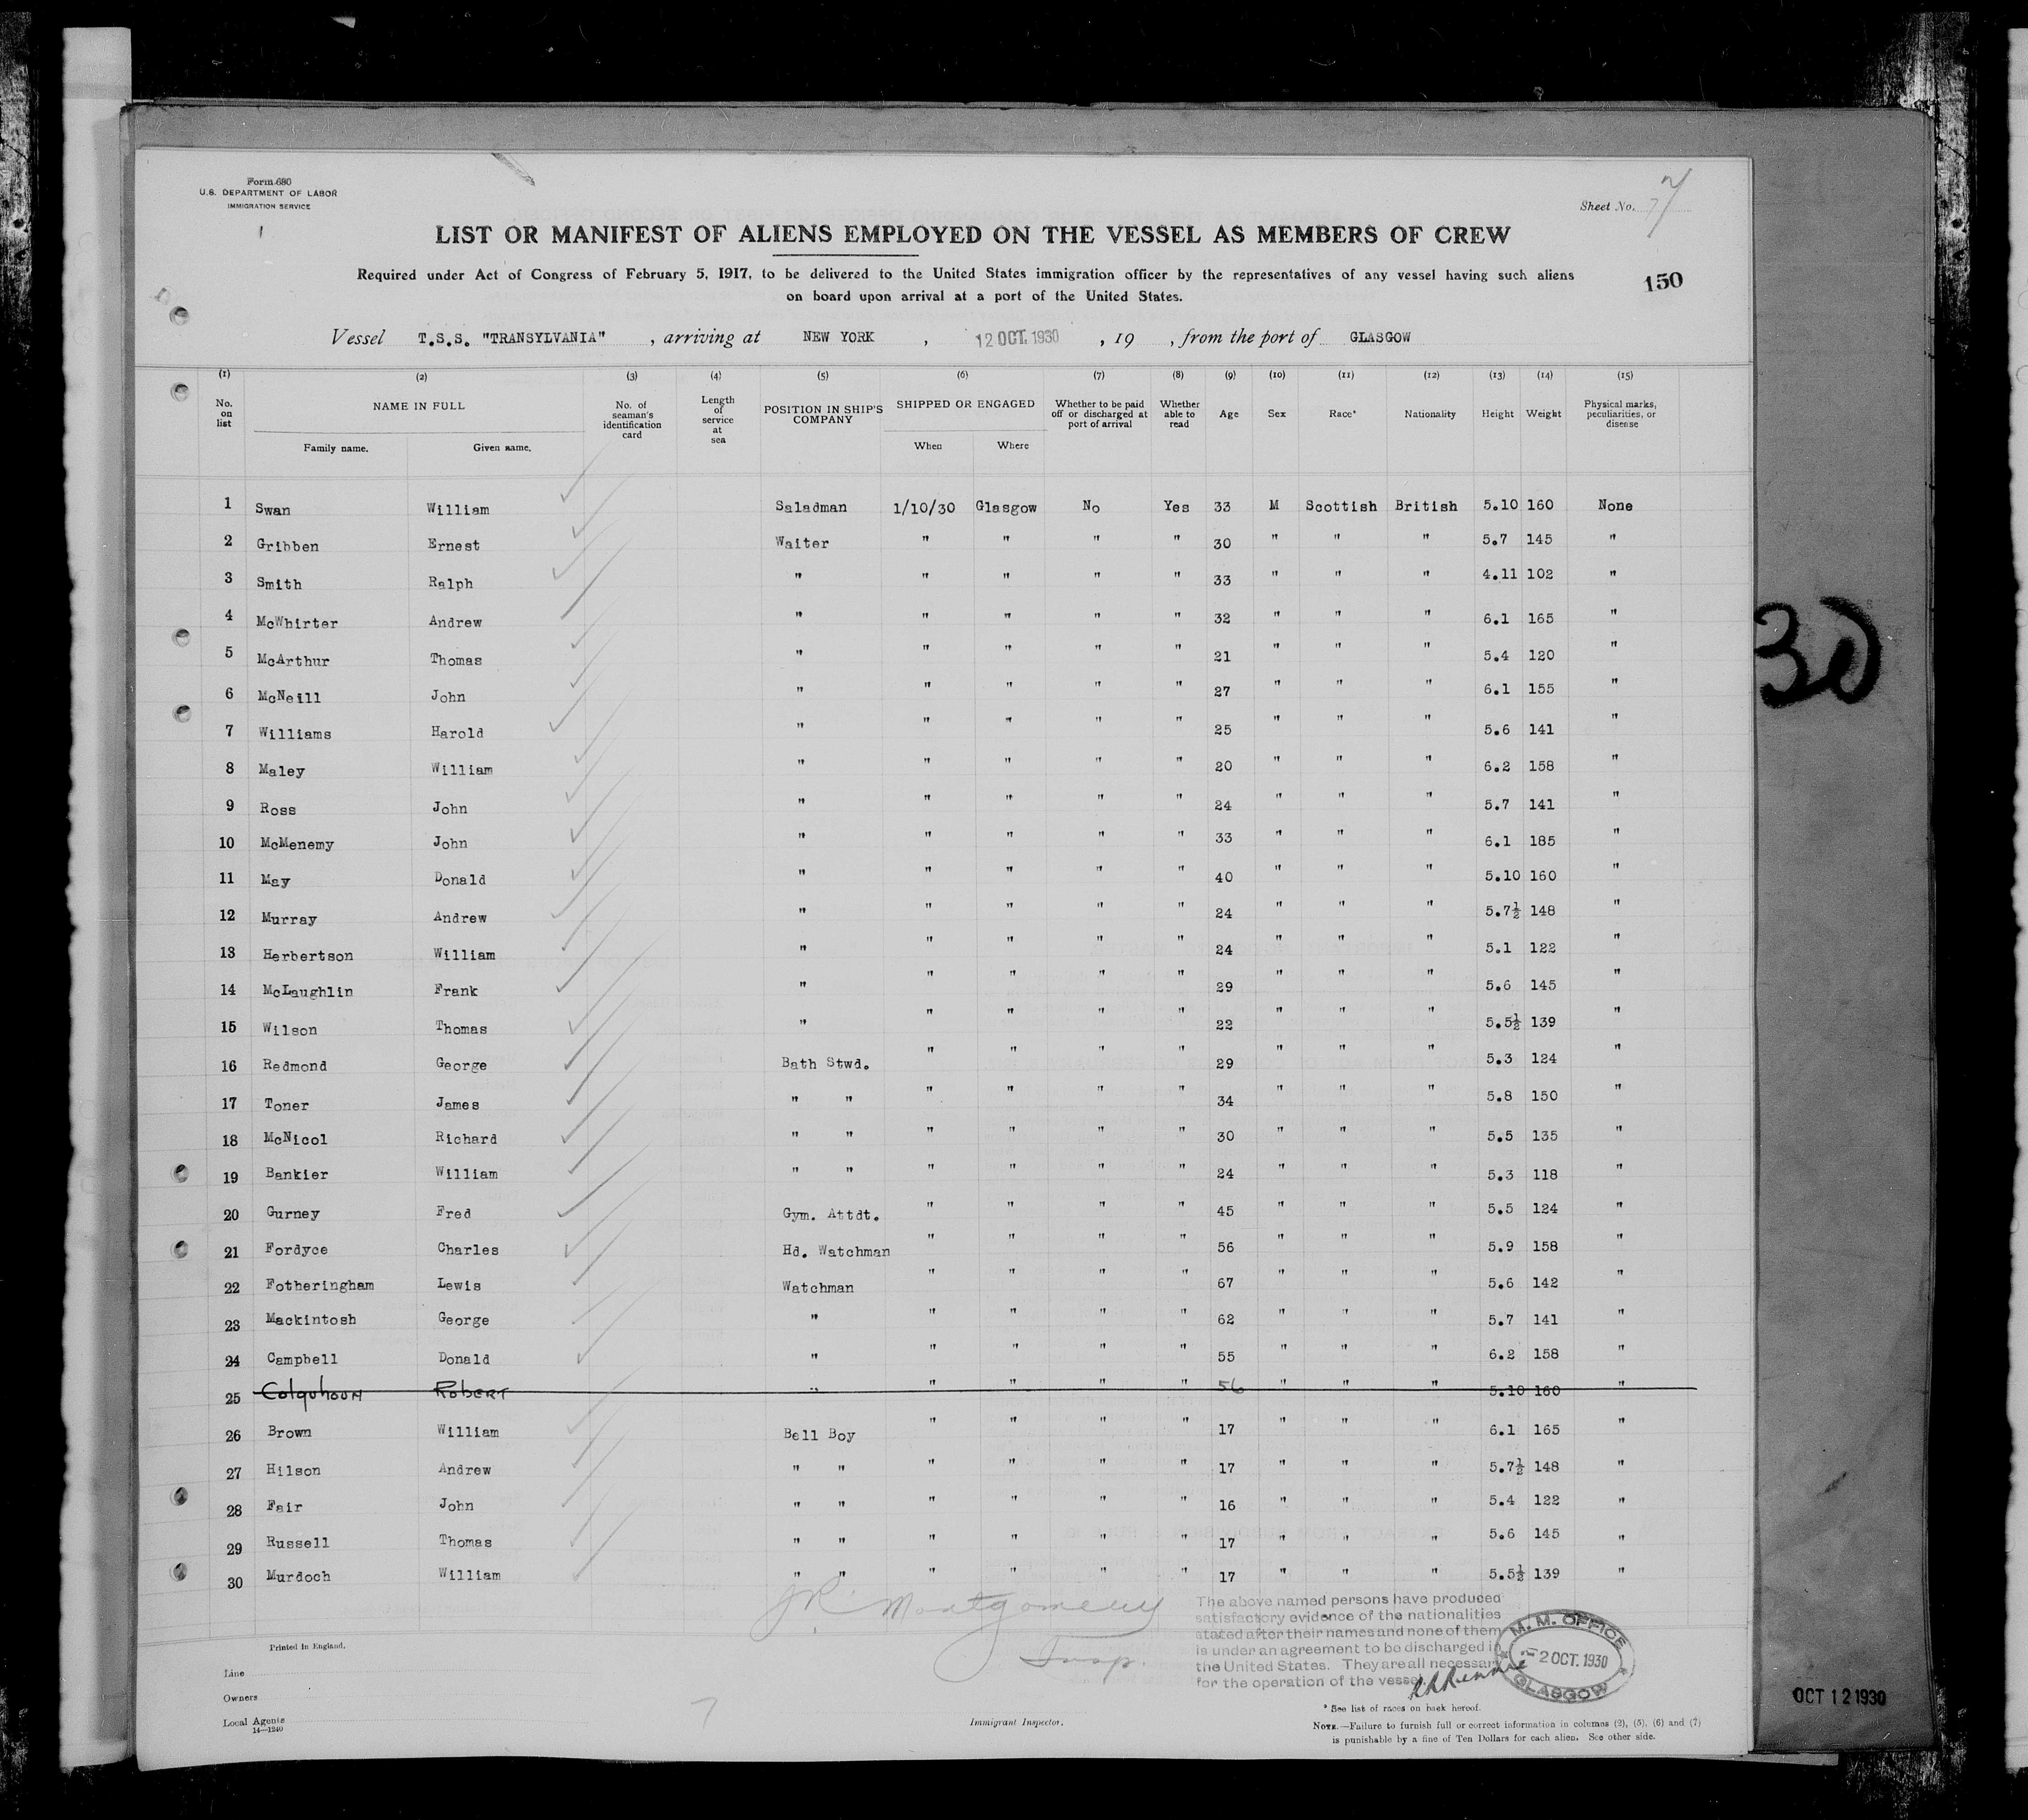 Form 680
U.S. DEPARTMENT OF LABOR
IMMIGRATION SERVICE
Sheet No. 7
LIST OR MANIFEST OF ALIENS EMPLOYED ON THE VESSEL AS MEMBERS OF CREW
Required under Act of Congress of February 5, 1917, to be delivered to the United States immigration officer by the representatives of any vessel having such aliens
on board upon arrival at a port of the United States.
150
Vessel T.S.S. "TRANSYLVANIA" , arriving at NEW YORK , 12 OCT. 1930 , 19 , from the port of GLASGOW
(1) (2) (3) (4) (5) (6) (7) (8) (9) (10) (11) (12) (13) (14) (15)
No. on list NAME IN FULL Family name. Given name. No. of seaman's identification card Length of service at sea POSITION IN SHIP'S COMPANY SHIPPED OR ENGAGED When Where Whether to be paid off or discharged at port of arrival Whether able to read Age Sex Race* Nationality Height Weight Physical marks, peculiarities, or disease
1 Swan William Saladman 1/10/30 Glasgow No Yes 33 M Scottish British 5.10 160 None
2 Gribben Ernest Waiter " " " " 30 " " " 5.7 145 "
3 Smith Ralph " " " " " 33 " " " 4.11 102 "
4 McWhirter Andrew " " " " " 32 " " " 6.1 165 "
5 McArthur Thomas " " " " " 21 " " " 5.4 120 "
6 McNeill John " " " " " 27 " " " 6.1 155 "
7 Williams Harold " " " " " 25 " " " 5.6 141 "
8 Maley William " " " " " 20 " " " 6.2 158 "
9 Ross John " " " " " 24 " " " 5.7 141 "
10 McMenemy John " " " " " 33 " " " 6.1 185 "
11 May Donald " " " " " 40 " " " 5.10 160 "
12 Murray Andrew " " " " " 24 " " " 5.7½ 148 "
13 Herbertson William " " " " " 24 " " " 5.1 122 "
14 McLaughlin Frank " " " " " 29 " " " 5.6 145 "
15 Wilson Thomas " " " " " 22 " " " 5.5½ 139 "
16 Redmond George Bath Stwd. " " " " 29 " " " 5.3 124 "
17 Toner James " " " " " " 34 " " " 5.8 150 "
18 McNicol Richard " " " " " " 30 " " " 5.5 135 "
19 Bankier William " " " " " " 24 " " " 5.3 118 "
20 Gurney Fred Gym. Attdt. " " " " 45 " " " 5.5 124 "
21 Fordyce Charles Hd. Watchman " " " " 56 " " " 5.9 158 "
22 Fotheringham Lewis Watchman " " " " 67 " " " 5.6 142 "
23 Mackintosh George " " " " " 62 " " " 5.7 141 "
24 Campbell Donald " " " " " 55 " " " 6.2 158 "
25 Colquhoun Robert " " " " " 56 " " " 5.10 160 "
26 Brown William Bell Boy " " " " 17 " " " 6.1 165 "
27 Hilson Andrew " " " " " " 17 " " " 5.7½ 148 "
28 Fair John " " " " " " 16 " " " 5.4 122 "
29 Russell Thomas " " " " " " 17 " " " 5.6 145 "
30 Murdoch William " " " " " " 17 " " " 5.5½ 139 "
JR Montgomery
Insp.
The above named persons have produced
satisfactory evidence of the nationalities
stated after their names and none of them
is under an agreement to be discharged in
the United States. They are all necessary
for the operation of the vessel.
M. M. OFFICE
2 OCT. 1930
GLASGOW
Printed in England.
Line
Owners
Local Agents
14—1240
7
Immigrant Inspector.
* See list of races on back hereof.
NOTE.—Failure to furnish full or correct information in columns (2), (5), (6) and (7)
is punishable by a fine of Ten Dollars for each alien. See other side.
30
OCT 12 1930